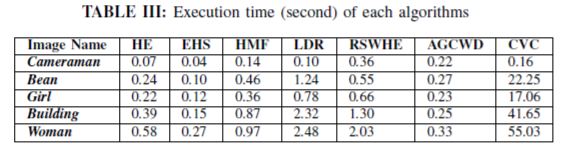 TABLE III: Execution time (second) of each algorithms
Image Name HE EHS HMF LDR RSWHE AGCWD CVC
Cameraman 0.07 0.04 0.14 0.10 0.36 0.22 0.16
Bean 0.24 0.10 0.46 1.24 0.55 0.27 22.25
Girl 0.22 0.12 0.36 0.78 0.66 0.23 17.06
Building 0.39 0.15 0.87 2.32 1.30 0.25 41.65
Woman 0.58 0.27 0.97 2.48 2.03 0.33 55.03